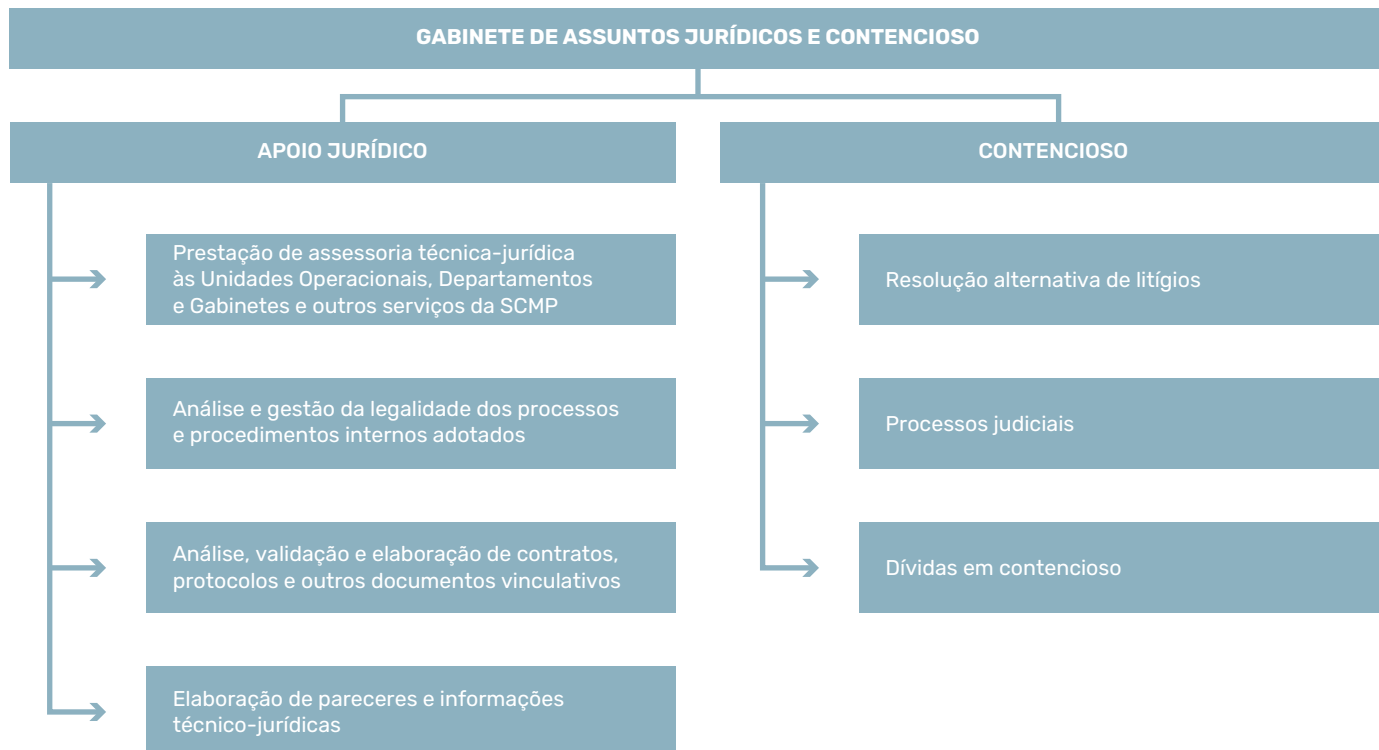 GABINETE DE ASSUNTOS JURÍDICOS E CONTENCIOSO
APOIO JURÍDICO
Prestação de assessoria técnica-jurídica
às Unidades Operacionais, Departamentos
e Gabinetes e outros serviços da SCMP
Análise e gestão da legalidade dos processos
e procedimentos internos adotados
Análise, validação e elaboração de contratos,
protocolos e outros documentos vinculativos
Elaboração de pareceres e informações
técnico-jurídicas
CONTENCIOSO
Resolução alternativa de litígios
Processos judiciais
Dívidas em contencioso